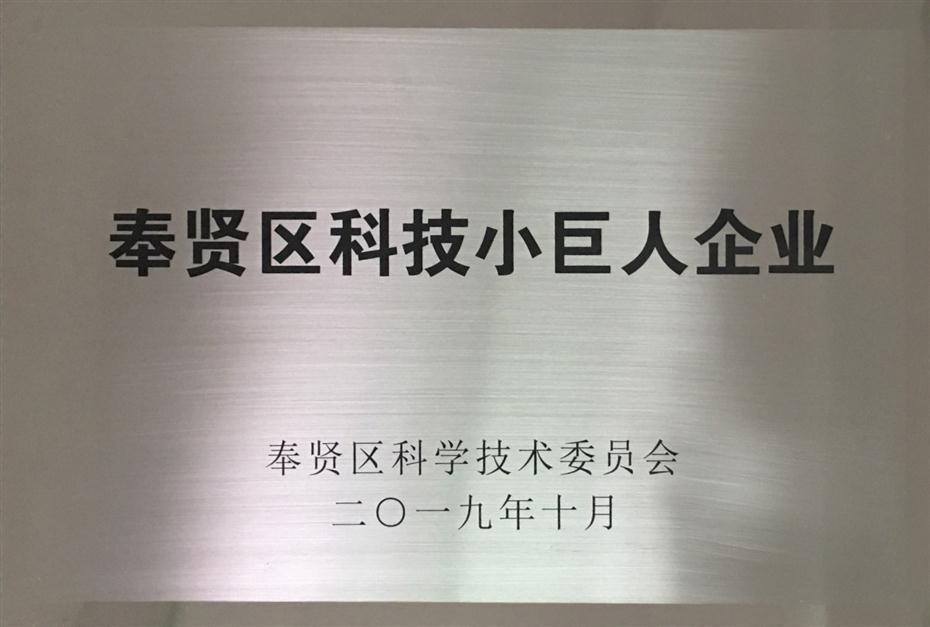 奉贤区科技小巨人企业
奉贤区科学技术委员会
二〇一九年十月